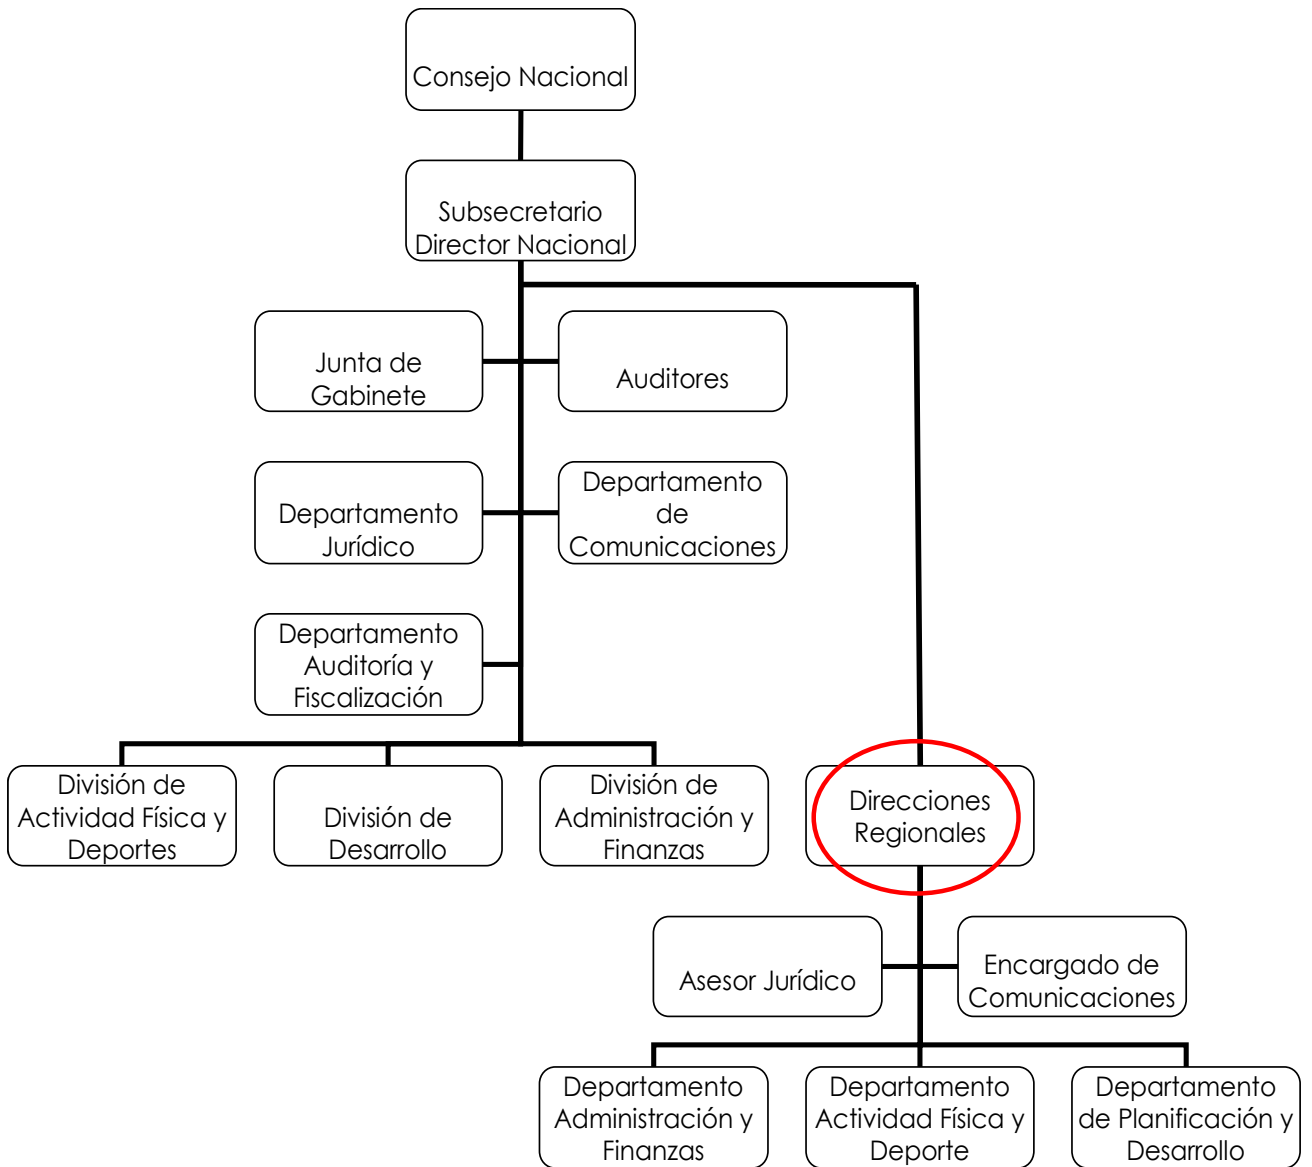 Consejo Nacional
Subsecretario
Director Nacional
Junta de
Gabinete
Auditores
Departamento
Jurídico
Departamento
de
Comunicaciones
Departamento
Auditoría y
Fiscalización
División de
Actividad Física y
Deportes
División de
Desarrollo
División de
Administración y
Finanzas
Direcciones
Regionales
Asesor Jurídico
Encargado de
Comunicaciones
Departamento
Administración y
Finanzas
Departamento
Actividad Física y
Deporte
Departamento
de Planificación y
Desarrollo